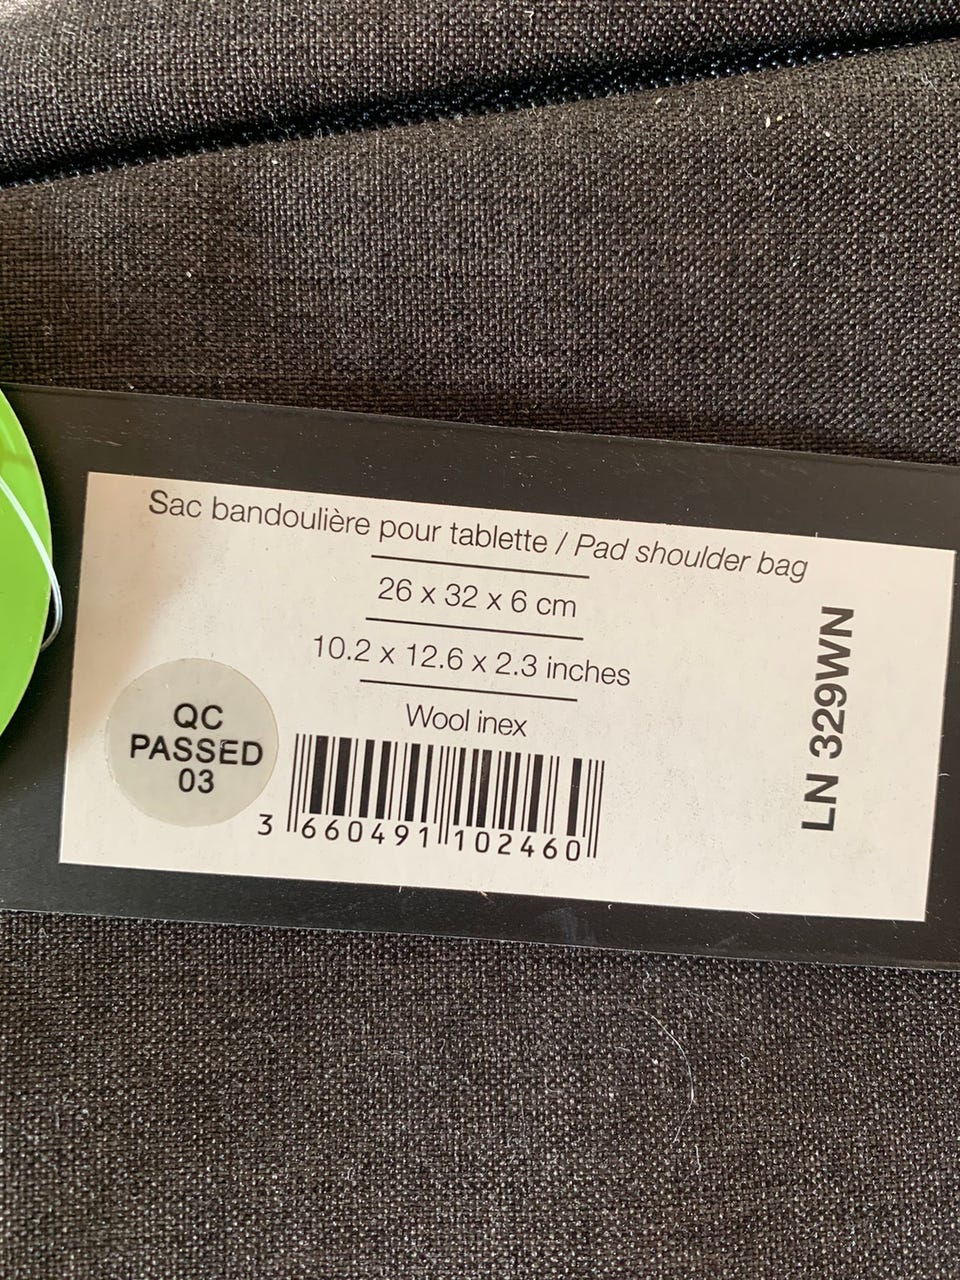 Sac bandoulière pour tablette / Pad shoulder bag
26 x 32 x 6 cm
10.2 x 12.6 x 2.3 inches
Wool inex
QC
PASSED
03
3 660491 102460
LN 329WN